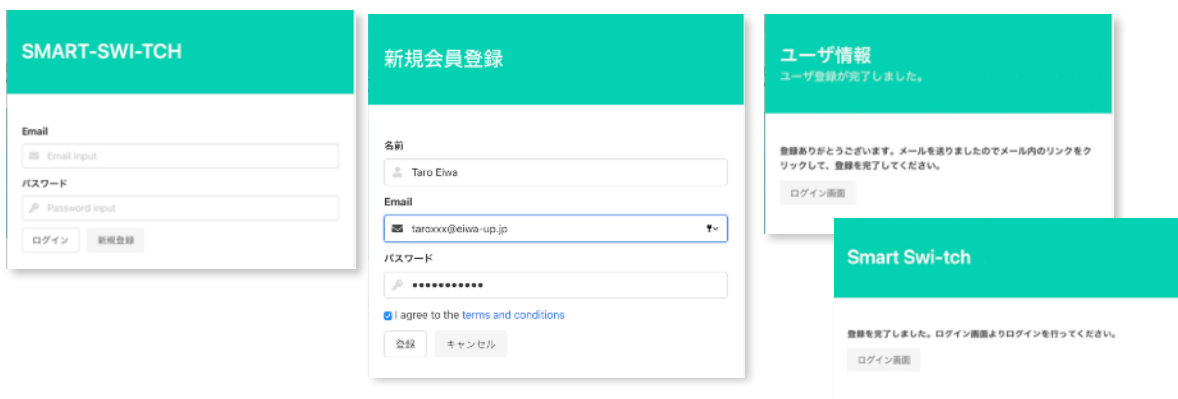 SMART-SWI-TCH
Email
Email input
パスワード
Password input
ログイン
新規登録
新規会員登録
名前
Taro Eiwa
Email
taroxxx@eiwa-up.jp
パスワード
●●●●●●●●●●●
I agree to the terms and conditions
登録
キャンセル
ユーザ情報
ユーザ登録が完了しました。
登録ありがとうございます。メールを送りましたのでメール内のリンクをク
リックして、登録を完了してください。
ログイン画面
Smart Swi-tch
登録を完了しました。ログイン画面よりログインを行ってください。
ログイン画面